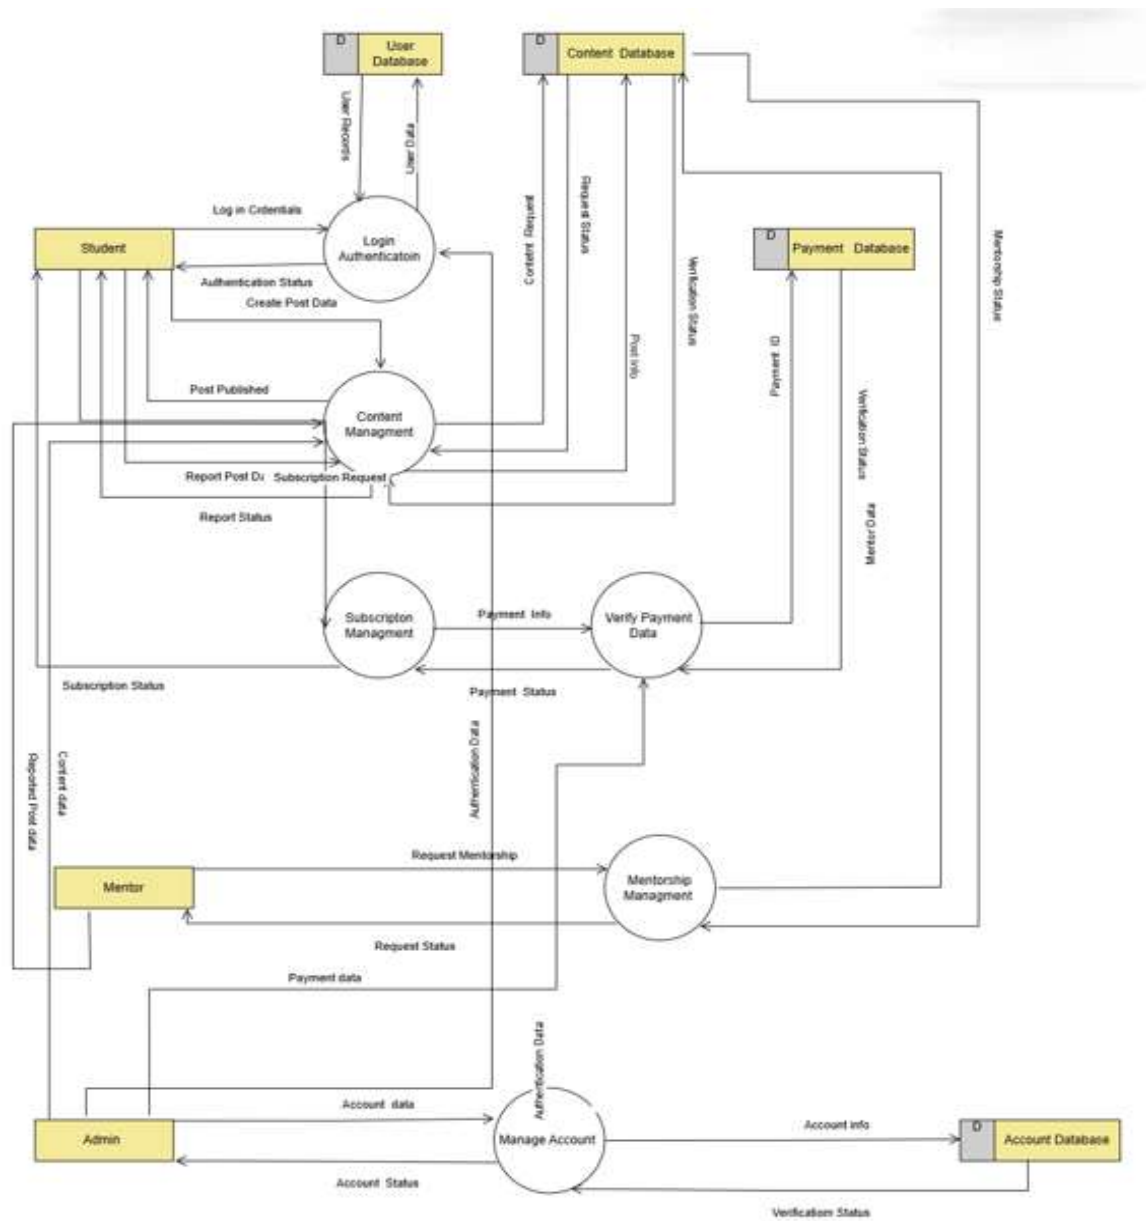 D
User
Database
D
Content Database
User Records
User Data
Log in Crdentials
Student
Login
Authenticatoin
Authentication Status
Create Post Data
Content Request
Request Status
Post Info
Verification Status
D
Payment Database
Mentorship Status
Payment ID
Verification Status
Mentor Data
Post Published
Content
Managment
Report Post Da
Subscription Request
Report Status
Subscripton
Managment
Payment Info
Verify Payment
Data
Subscription Status
Payment Status
Reported Post data
Content data
Authentication Data
Request Mentorship
Mentor
Mentorship
Managment
Request Status
Payment data
Authentication Data
Account data
Admin
Manage Account
Account info
D
Account Database
Account Status
Verificatiom Status